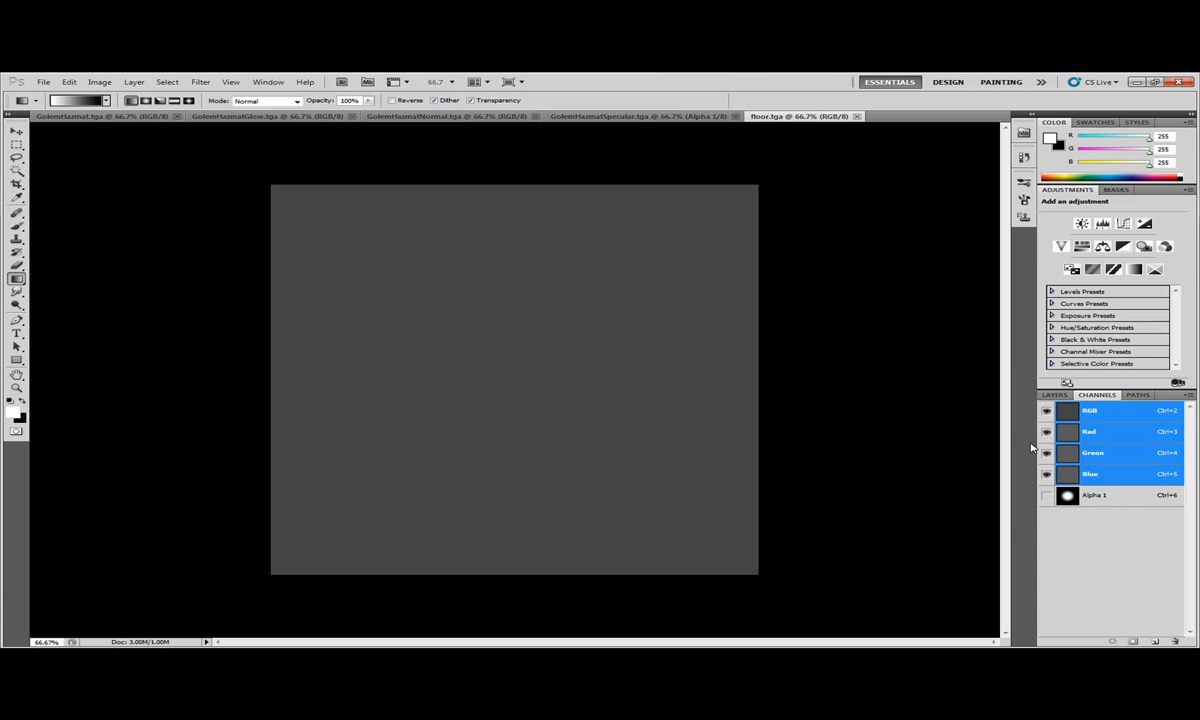 Ps File Edit Image Layer Select Filter View Window Help Br Mb 66.7 ESSENTIALS DESIGN PAINTING CS Live
Mode: Normal Opacity: 100% Reverse Dither Transparency
GolemHazmat.tga @ 66.7% (RGB/8) GolemHazmatGlow.tga @ 66.7% (RGB/8) GolemHazmatNormal.tga @ 66.7% (RGB/8) GolemHazmatSpecular.tga @ 66.7% (Alpha 1/8) floor.tga @ 66.7% (RGB/8)
COLOR SWATCHES STYLES
Mb
R 255
G 255
B 255
ADJUSTMENTS MASKS
Add an adjustment
Levels Presets
Curves Presets
Exposure Presets
Hue/Saturation Presets
Black & White Presets
Channel Mixer Presets
Selective Color Presets
T
LAYERS CHANNELS PATHS
RGB Ctrl+2
Red Ctrl+3
Green Ctrl+4
Blue Ctrl+5
Alpha 1 Ctrl+6
66.67% Doc: 3.00M/1.00M